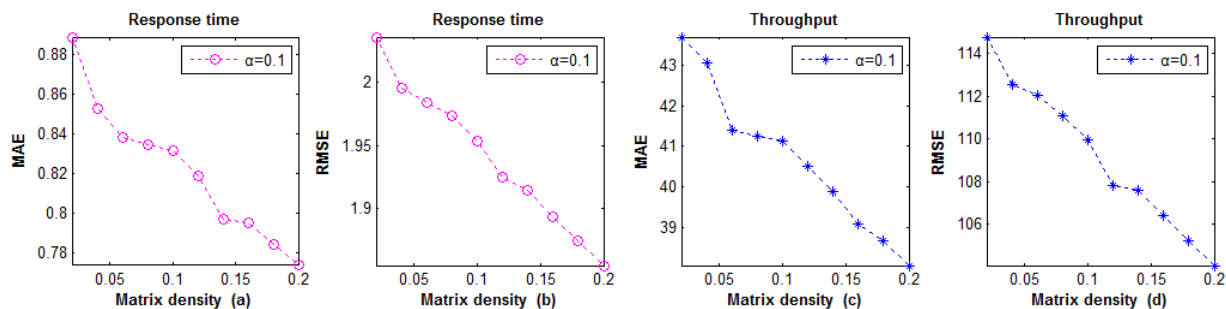 Response time
α=0.1
MAE
0.88
0.86
0.84
0.82
0.8
0.78
0.05 0.1 0.15 0.2
Matrix density (a)
Response time
α=0.1
RMSE
2
1.95
1.9
0.05 0.1 0.15 0.2
Matrix density (b)
Throughput
α=0.1
MAE
43
42
41
40
39
0.05 0.1 0.15 0.2
Matrix density (c)
Throughput
α=0.1
RMSE
114
112
110
108
106
0.05 0.1 0.15 0.2
Matrix density (d)